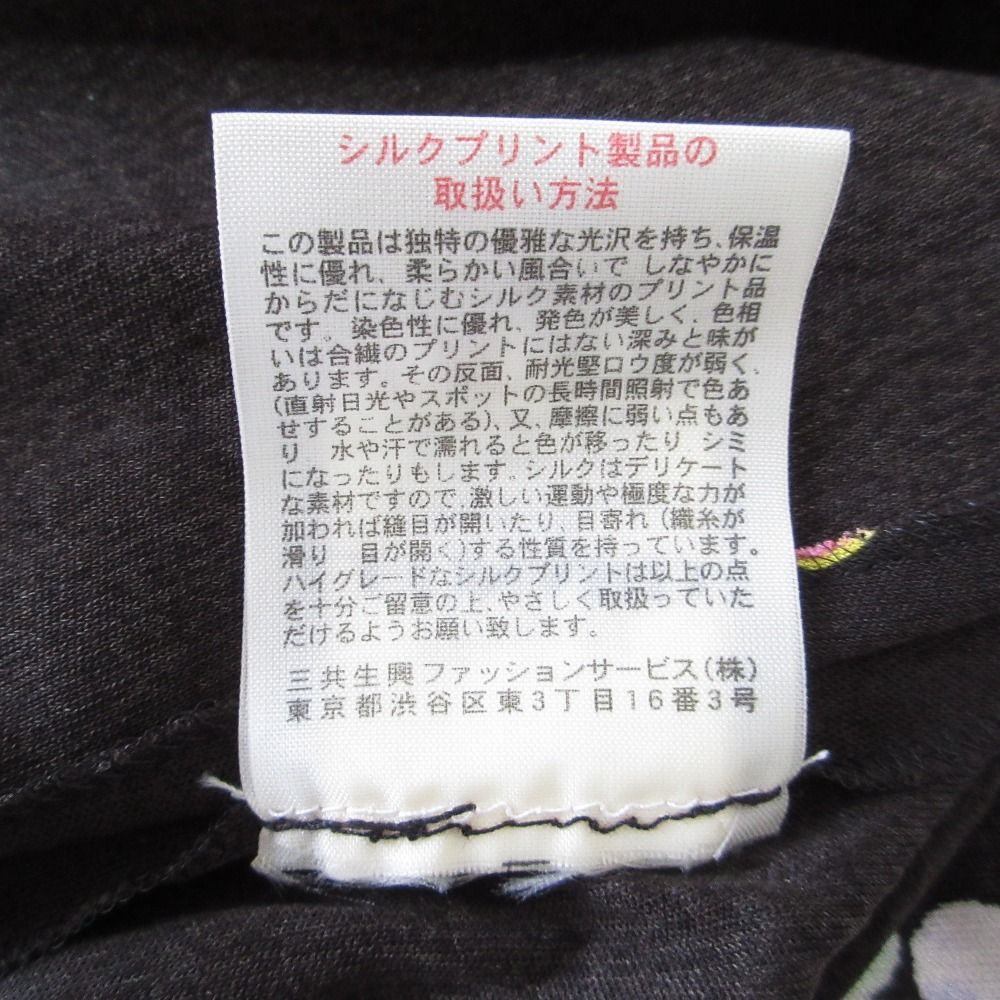 シルクプリント製品の
取扱い方法
この製品は独特の優雅な光沢を持ち、保温
性に優れ、柔らかい風合いで しなやかに
からだになじむシルク素材のプリント品
です。染色性に優れ、発色が美しく、色相
いは合繊のプリントにはない深みと味が
あります。その反面、耐光堅ロウ度が弱く、
(直射日光やスポットの長時間照射で色あ
せすることがある)、又、摩擦に弱い点もあ
り 水や汗で濡れると色が移ったり シミ
になったりもします。シルクはデリケート
な素材ですので、激しい運動や極度な力が
加われば縫目が開いたり、目寄れ(織糸が
滑り 目が開く)する性質を持っています。
ハイグレードなシルクプリントは以上の点
を十分ご留意の上、やさしく取扱っていた
だけるようお願い致します。
三共生興ファッションサービス(株)
東京都渋谷区東3丁目16番3号